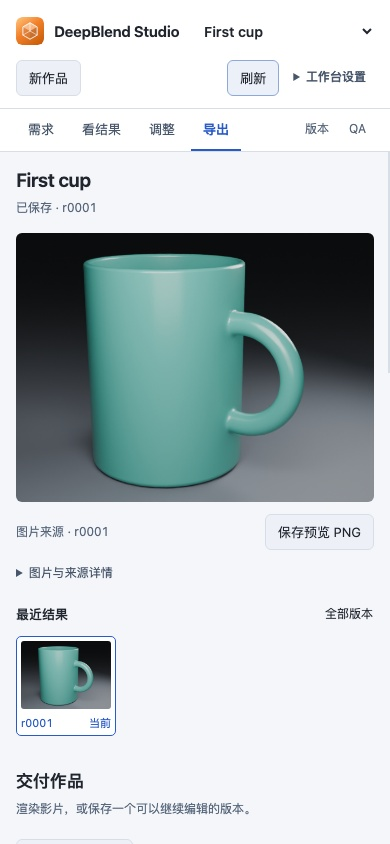 DeepBlend Studio First cup
新作品 刷新 工作台设置
需求 看结果 调整 导出 版本 QA
First cup
已保存 · r0001
图片来源 · r0001 保存预览 PNG
图片与来源详情
最近结果 全部版本
r0001 当前
交付作品
渲染影片，或保存一个可以继续编辑的版本。